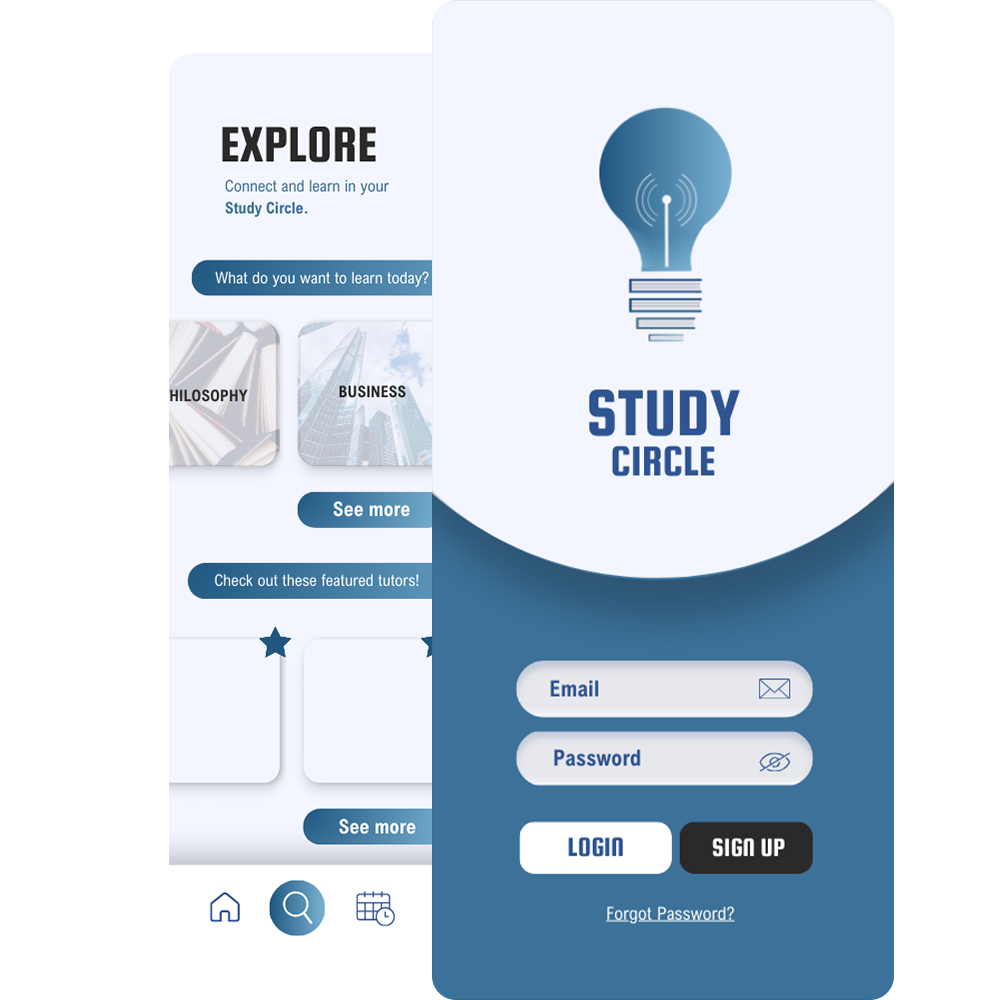 EXPLORE
Connect and learn in your
Study Circle.
What do you want to learn today?
HILOSOPHY
BUSINESS
See more
Check out these featured tutors!
See more
STUDY
CIRCLE
Email
Password
LOGIN
SIGN UP
Forgot Password?